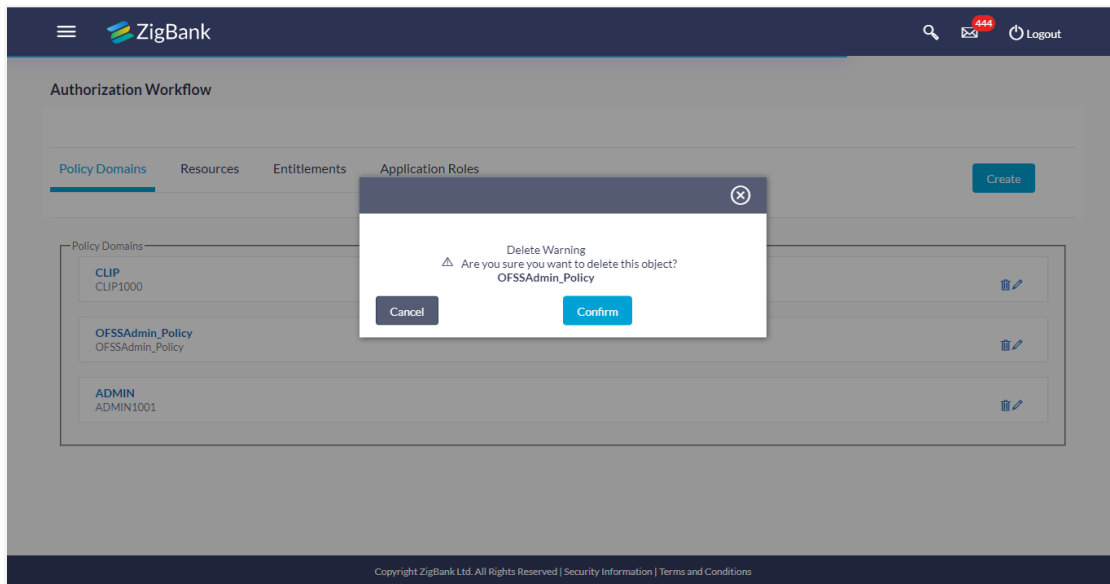 ZigBank
444
Logout
Authorization Workflow
Policy Domains
Resources
Entitlements
Application Roles
Create
Delete Warning
Are you sure you want to delete this object?
OFSSAdmin_Policy
Cancel
Confirm
Policy Domains
CLIP
CLIP1000
OFSSAdmin_Policy
OFSSAdmin_Policy
ADMIN
ADMIN1001
Copyright ZigBank Ltd. All Rights Reserved | Security Information | Terms and Conditions